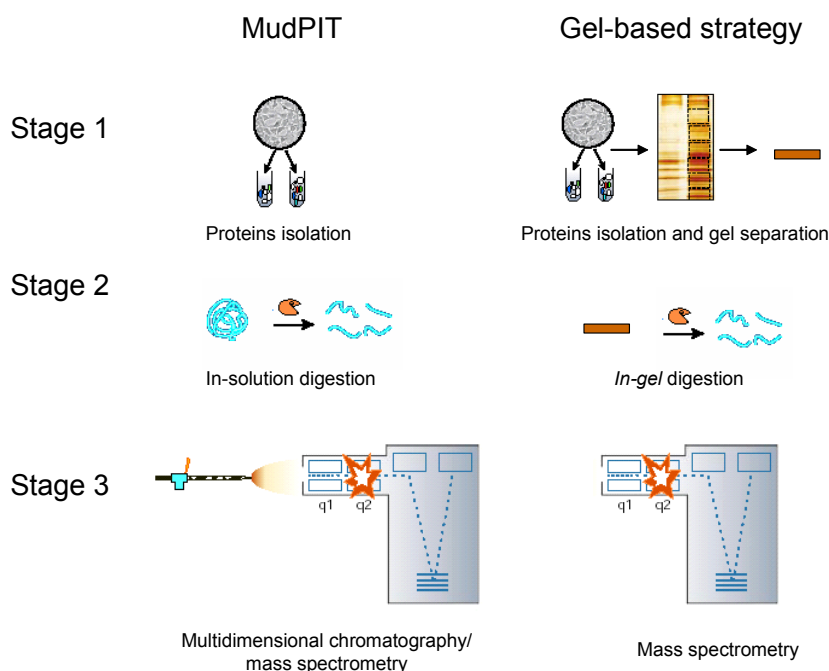 MudPIT
Gel-based strategy
Stage 1
Proteins isolation
Proteins isolation and gel separation
Stage 2
In-solution digestion
In-gel digestion
Stage 3
q1 q2
q1 q2
Multidimensional chromatography/
mass spectrometry
Mass spectrometry